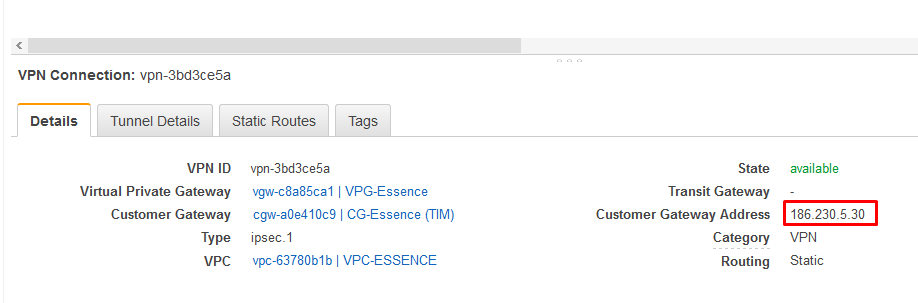 VPN Connection: vpn-3bd3ce5a
Details Tunnel Details Static Routes Tags
VPN ID vpn-3bd3ce5a State available
Virtual Private Gateway vgw-c8a85ca1 | VPG-Essence Transit Gateway -
Customer Gateway cgw-a0e410c9 | CG-Essence (TIM) Customer Gateway Address 186.230.5.30
Type ipsec.1 Category VPN
VPC vpc-63780b1b | VPC-ESSENCE Routing Static